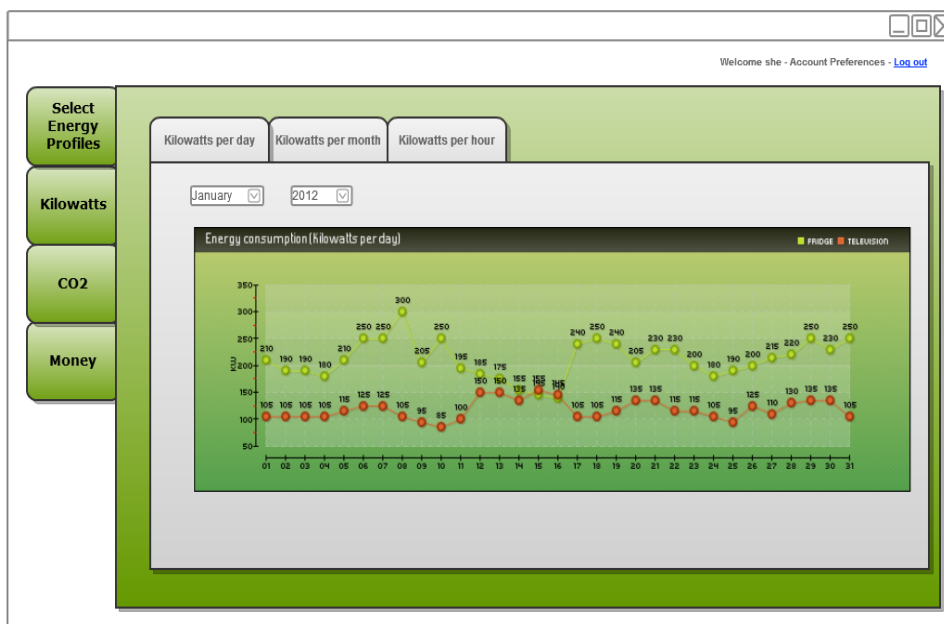 Welcome she - Account Preferences - Log out
Select
Energy
Profiles
Kilowatts
CO2
Money
Kilowatts per day
Kilowatts per month
Kilowatts per hour
January
2012
Energy consumption (Kilowatts per day)
FRIDGE
TELEVISION
KW
350
300
250
200
150
100
50
210 190 190 180 210 250 250 300 205 250 195 185 175 155 240 250 240 205 230 230 200 180 190 200 215 220 250 230 250
105 105 105 105 115 125 125 105 95 85 100 150 150 135 155 105 105 115 135 135 115 115 105 95 125 110 130 135 135 105
01 02 03 04 05 06 07 08 09 10 11 12 13 14 15 16 17 18 19 20 21 22 23 24 25 26 27 28 29 30 31